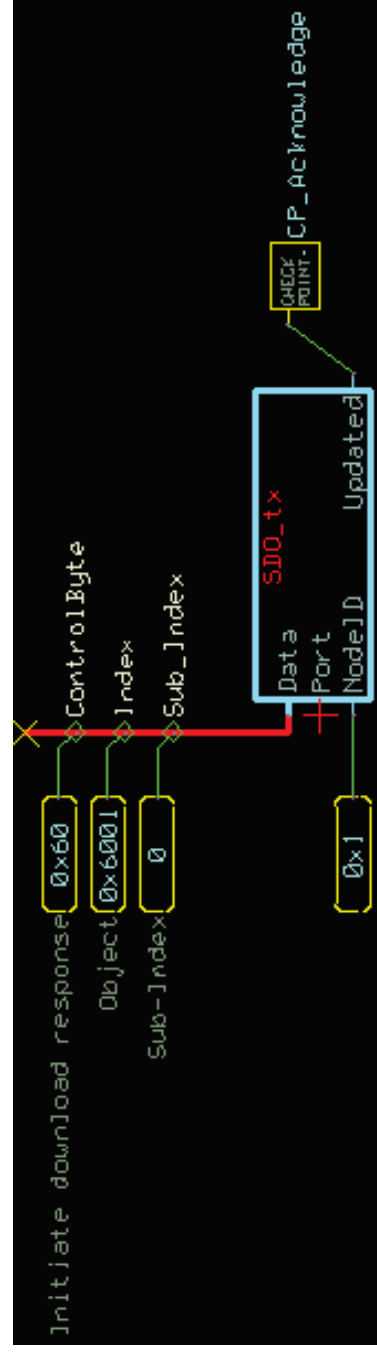 Initiate download response 0x60 ControlByte
Object 0x6001 Index
Sub-Index 0 Sub_Index
SDO_tx
CHECK
POINT. CP_Acknowledge
Data
Port
0x1 NodeID Updated